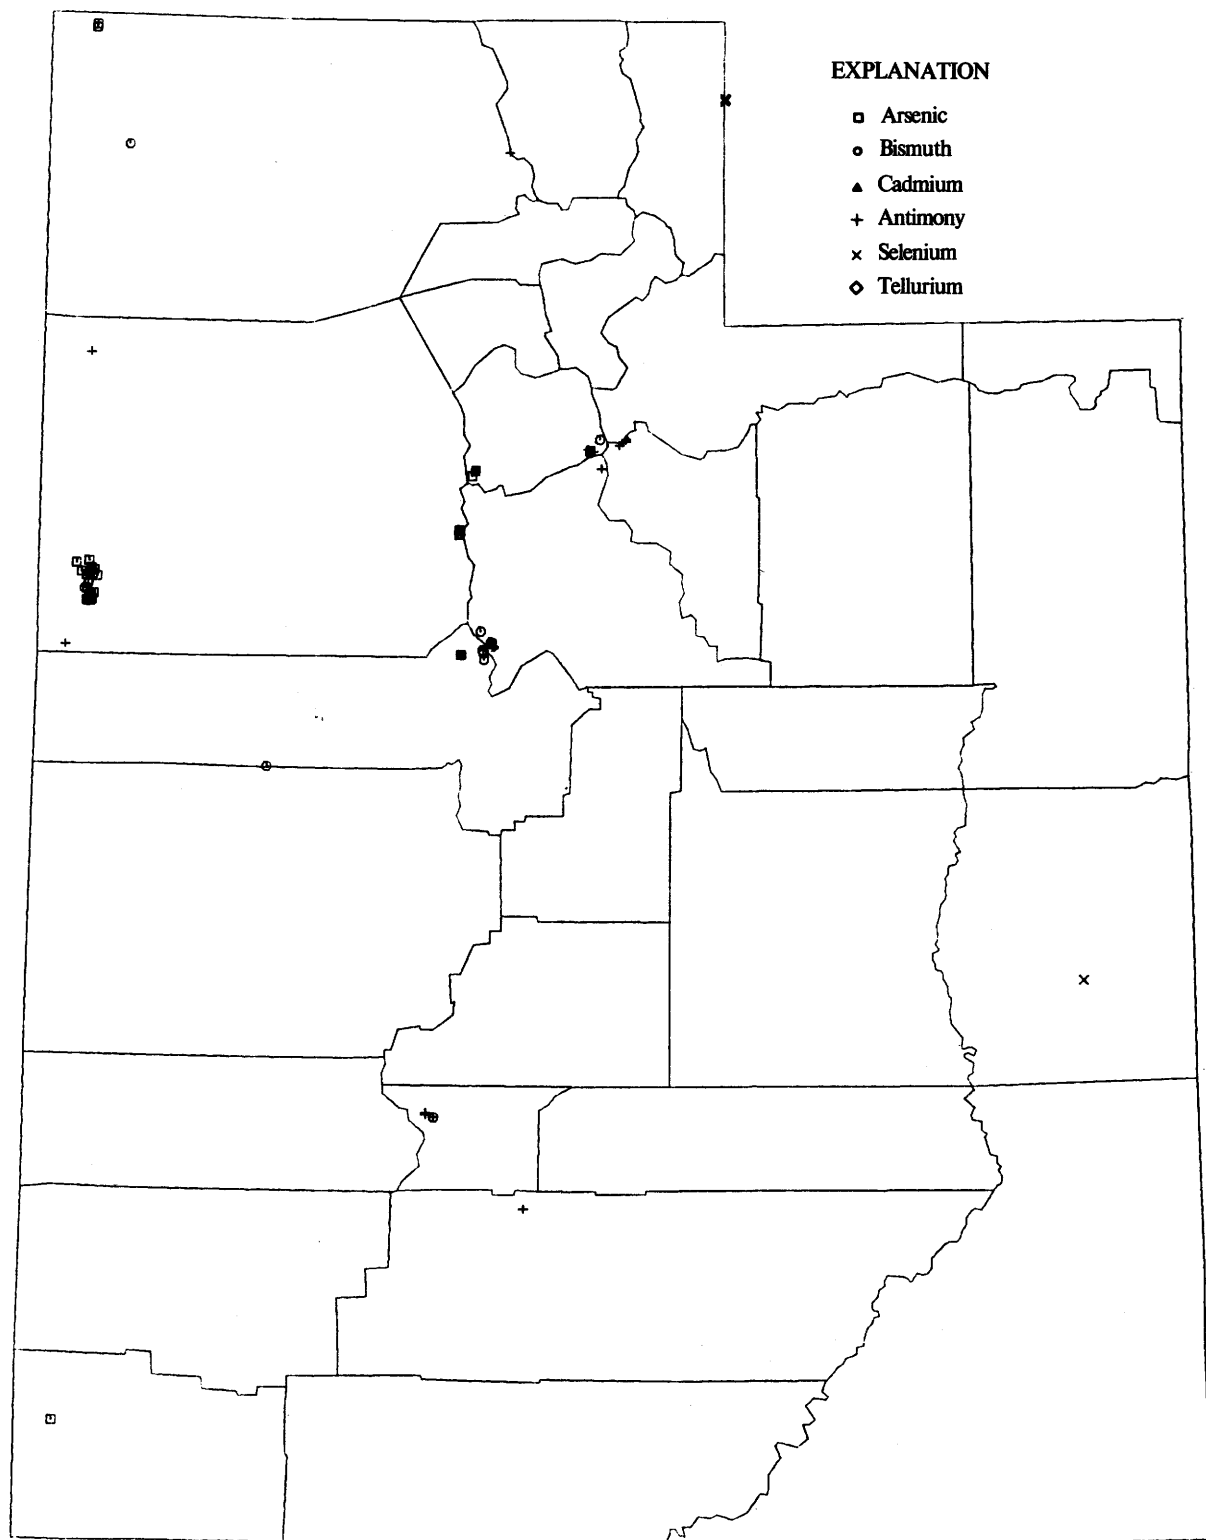 EXPLANATION
Arsenic
Bismuth
Cadmium
Antimony
Selenium
Tellurium